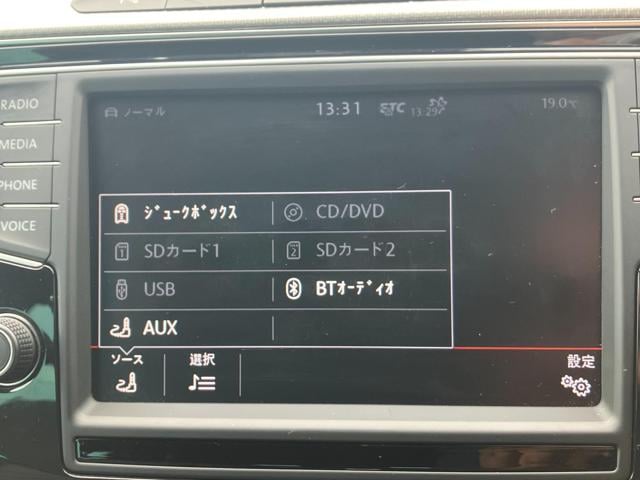 RADIO
MEDIA
PHONE
VOICE
ノーマル 13:31 ETC 13:29 19.0℃
ｼﾞｭｰｸﾎﾞｯｸｽ CD/DVD
1 SDカード1 2 SDカード2
USB BTｵｰﾃﾞｨｵ
AUX
ソース 選択 設定